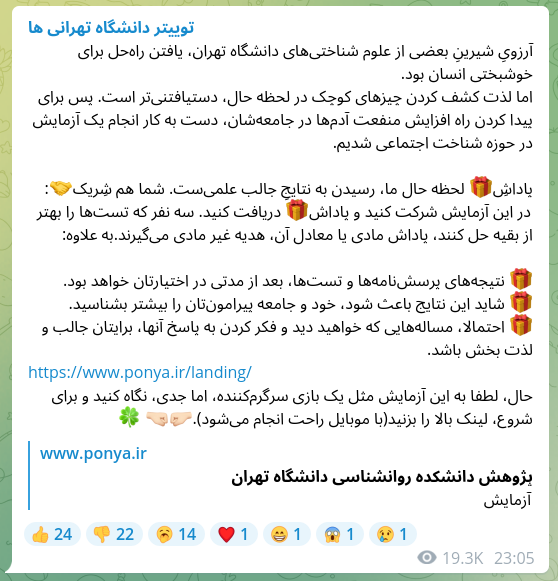 توییتر دانشگاه تهرانی ها
آرزوی شیرینِ بعضی از علوم شناختی‌های دانشگاه تهران، یافتن راه‌حل برای
خوشبختی انسان بود.
اما لذت کشف کردن چیزهای کوچک در لحظه حال، دستیافتنی‌تر است. پس برای
پیدا کردن راه افزایش منفعت آدم‌ها در جامعه‌شان، دست به کار انجام یک آزمایش
در حوزه شناخت اجتماعی شدیم.
پاداشِ🎁 لحظه حال ما، رسیدن به نتایجِ جالب علمی‌ست. شما هم شِریک🤝:
در این آزمایش شرکت کنید و پاداش🎁 دریافت کنید. سه نفر که تست‌ها را بهتر
از بقیه حل کنند، پاداش مادی یا معادل آن، هدیه غیر مادی می‌گیرند.به علاوه:
🎁 نتیجه‌های پرسش‌نامه‌ها و تست‌ها، بعد از مدتی در اختیارتان خواهد بود.
🎁 شاید این نتایج باعث شود، خود و جامعه پیرامون‌تان را بیشتر بشناسید.
🎁 احتمالا، مساله‌هایی که خواهید دید و فکر کردن به پاسخ آنها، برایتان جالب و
لذت بخش باشد.
https://www.ponya.ir/landing/
حال، لطفا به این آزمایش مثل یک بازی سرگرم‌کننده، اما جدی، نگاه کنید و برای
شروع، لینک بالا را بزنید(با موبایل راحت انجام می‌شود).🤛🏻🤜🏻 🍀
www.ponya.ir
پژوهش دانشکده روانشناسی دانشگاه تهران
آزمایش
👍 24 👎 22 🥱 14 ❤️ 1 😁 1 😱 1 😢 1
19.3K 23:05